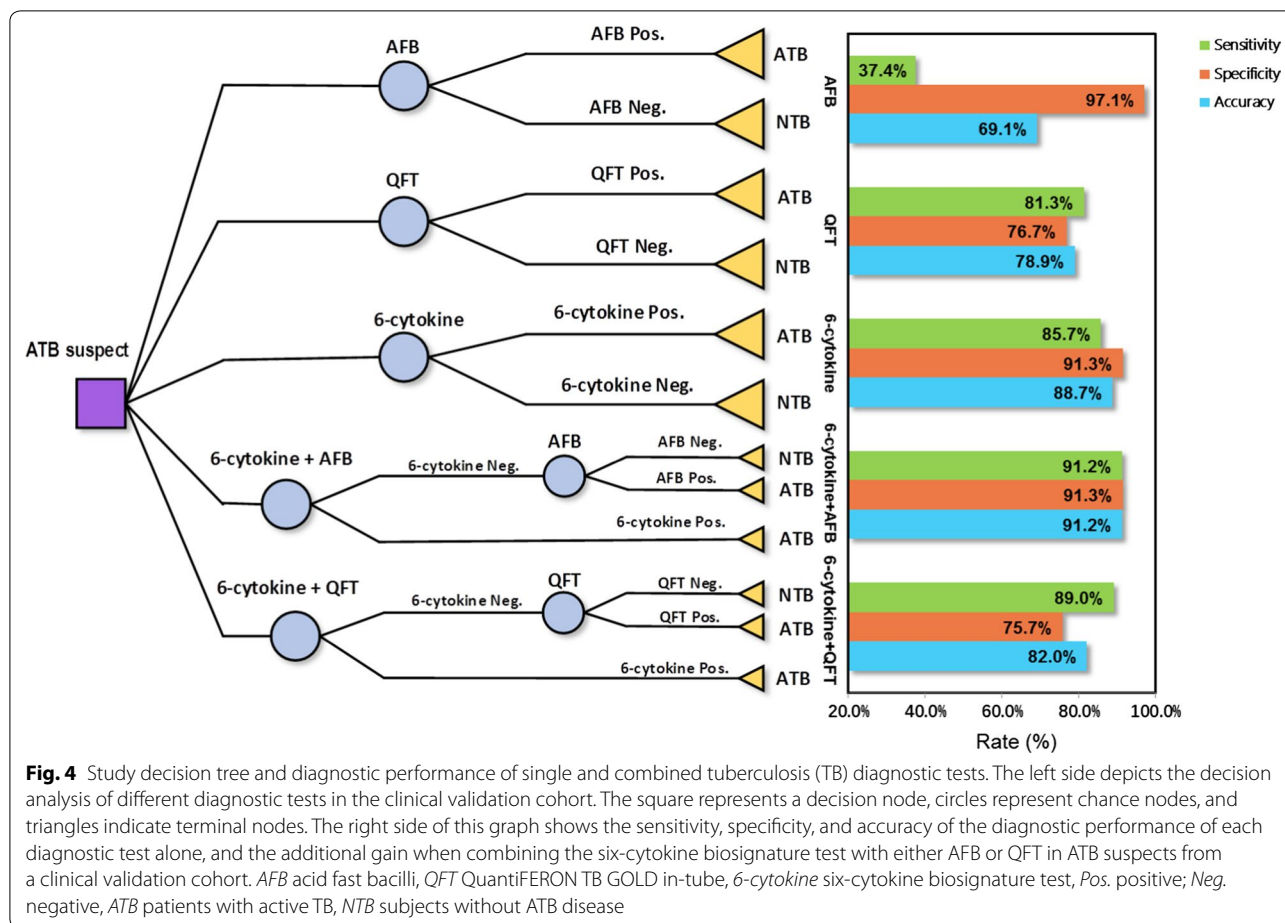 AFB
AFB Pos.
ATB
AFB Neg.
NTB
QFT
QFT Pos.
ATB
QFT Neg.
NTB
ATB suspect
6-cytokine
6-cytokine Pos.
ATB
6-cytokine Neg.
NTB
6-cytokine + AFB
6-cytokine Neg.
AFB
AFB Neg.
NTB
AFB Pos.
ATB
6-cytokine Pos.
ATB
6-cytokine + QFT
6-cytokine Neg.
QFT
QFT Neg.
NTB
QFT Pos.
ATB
6-cytokine Pos.
ATB
Sensitivity
Specificity
Accuracy
AFB
37.4%
97.1%
69.1%
QFT
81.3%
76.7%
78.9%
6-cytokine
85.7%
91.3%
88.7%
6-cytokine+AFB
91.2%
91.3%
91.2%
6-cytokine+QFT
89.0%
75.7%
82.0%
20.0% 40.0% 60.0% 80.0% 100.0%
Rate (%)
Fig. 4 Study decision tree and diagnostic performance of single and combined tuberculosis (TB) diagnostic tests. The left side depicts the decision
analysis of different diagnostic tests in the clinical validation cohort. The square represents a decision node, circles represent chance nodes, and
triangles indicate terminal nodes. The right side of this graph shows the sensitivity, specificity, and accuracy of the diagnostic performance of each
diagnostic test alone, and the additional gain when combining the six-cytokine biosignature test with either AFB or QFT in ATB suspects from
a clinical validation cohort. AFB acid fast bacilli, QFT QuantiFERON TB GOLD in-tube, 6-cytokine six-cytokine biosignature test, Pos. positive; Neg.
negative, ATB patients with active TB, NTB subjects without ATB disease